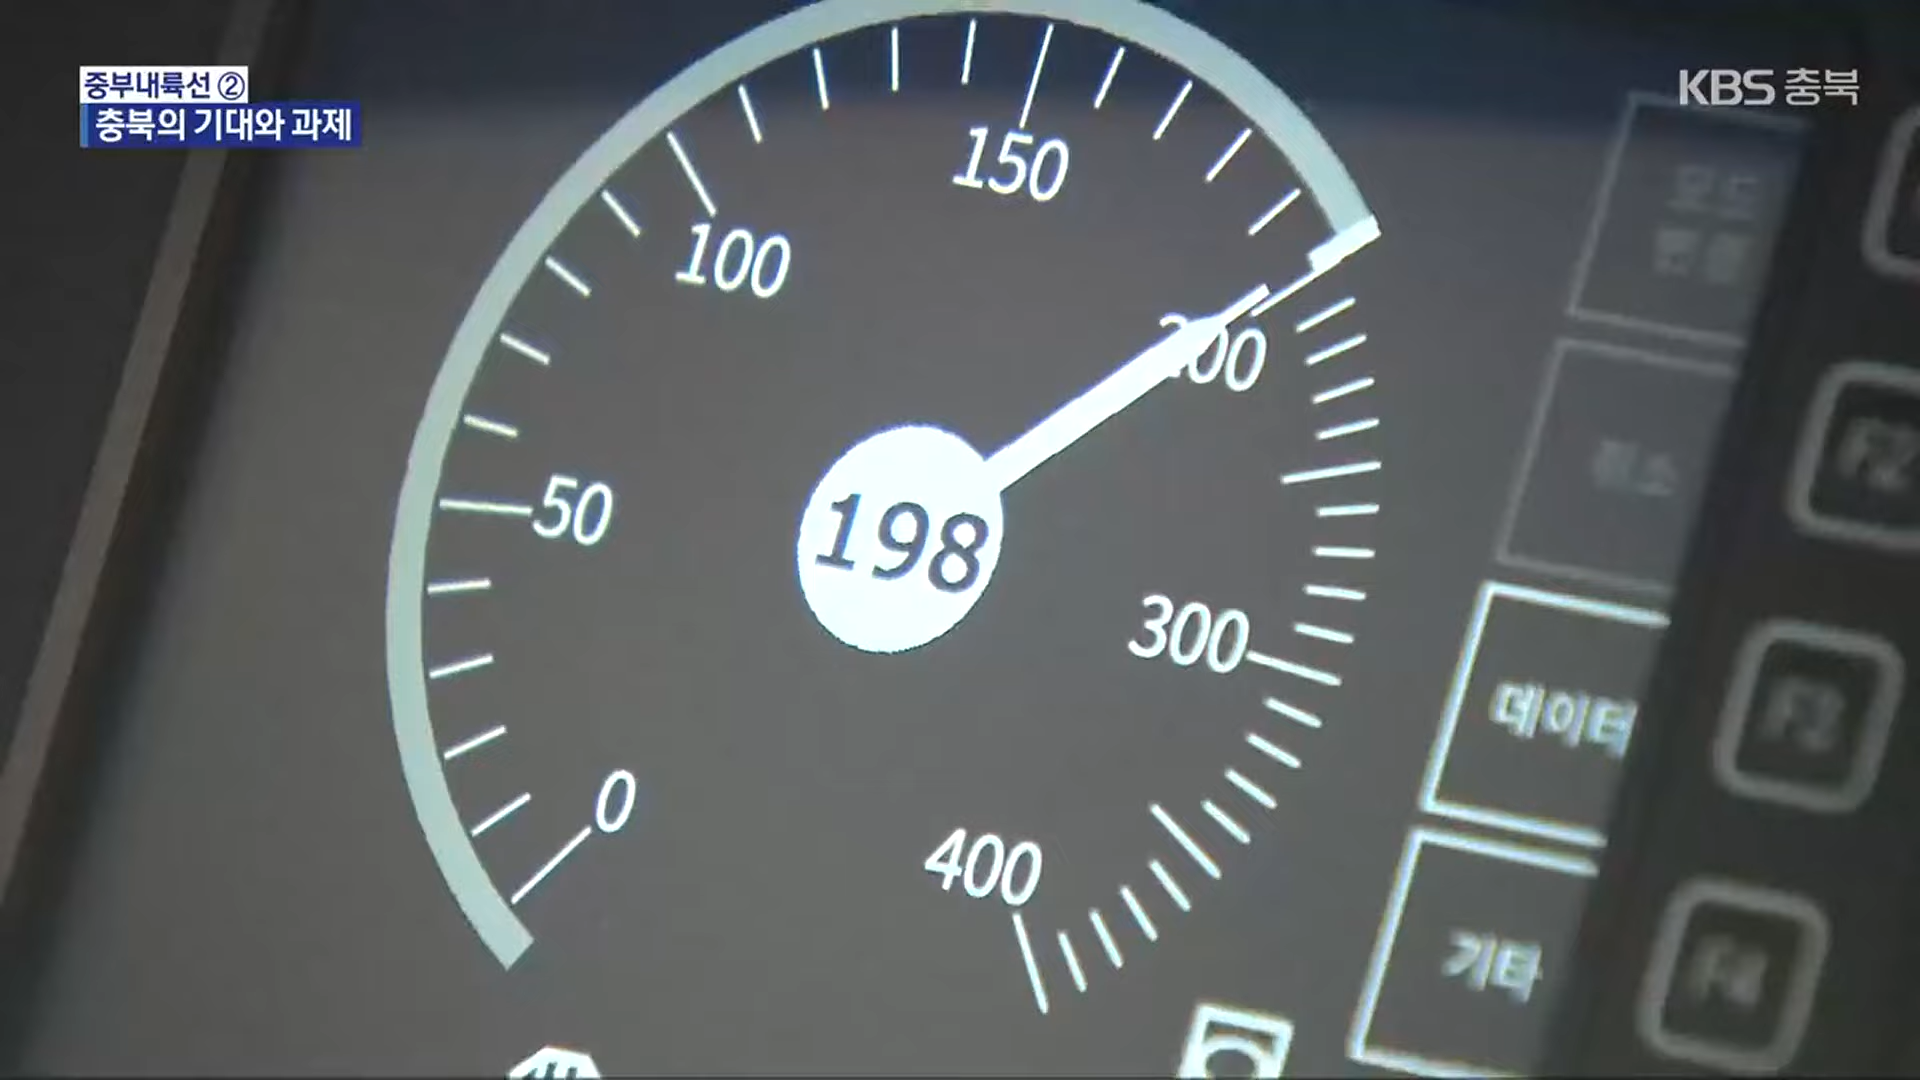 중부내륙선 ②
충북의 기대와 과제
KBS 충북
150
100
200
50
198
300
0
400
모드
변환
취소
데이터
기타
F2
F3
F4